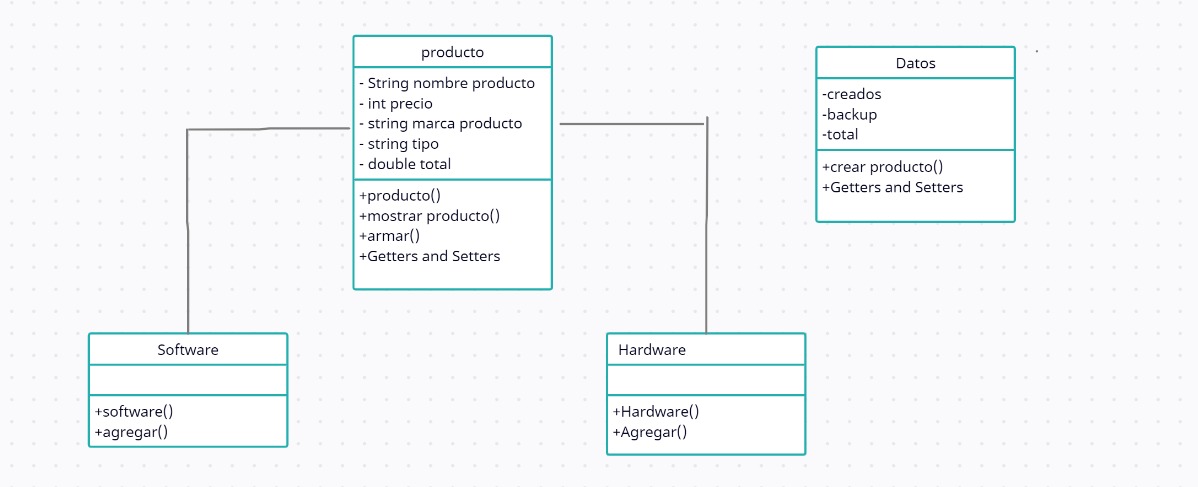 producto
- String nombre producto
- int precio
- string marca producto
- string tipo
- double total
+producto()
+mostrar producto()
+armar()
+Getters and Setters
Datos
-creados
-backup
-total
+crear producto()
+Getters and Setters
Software
+software()
+agregar()
Hardware
+Hardware()
+Agregar()